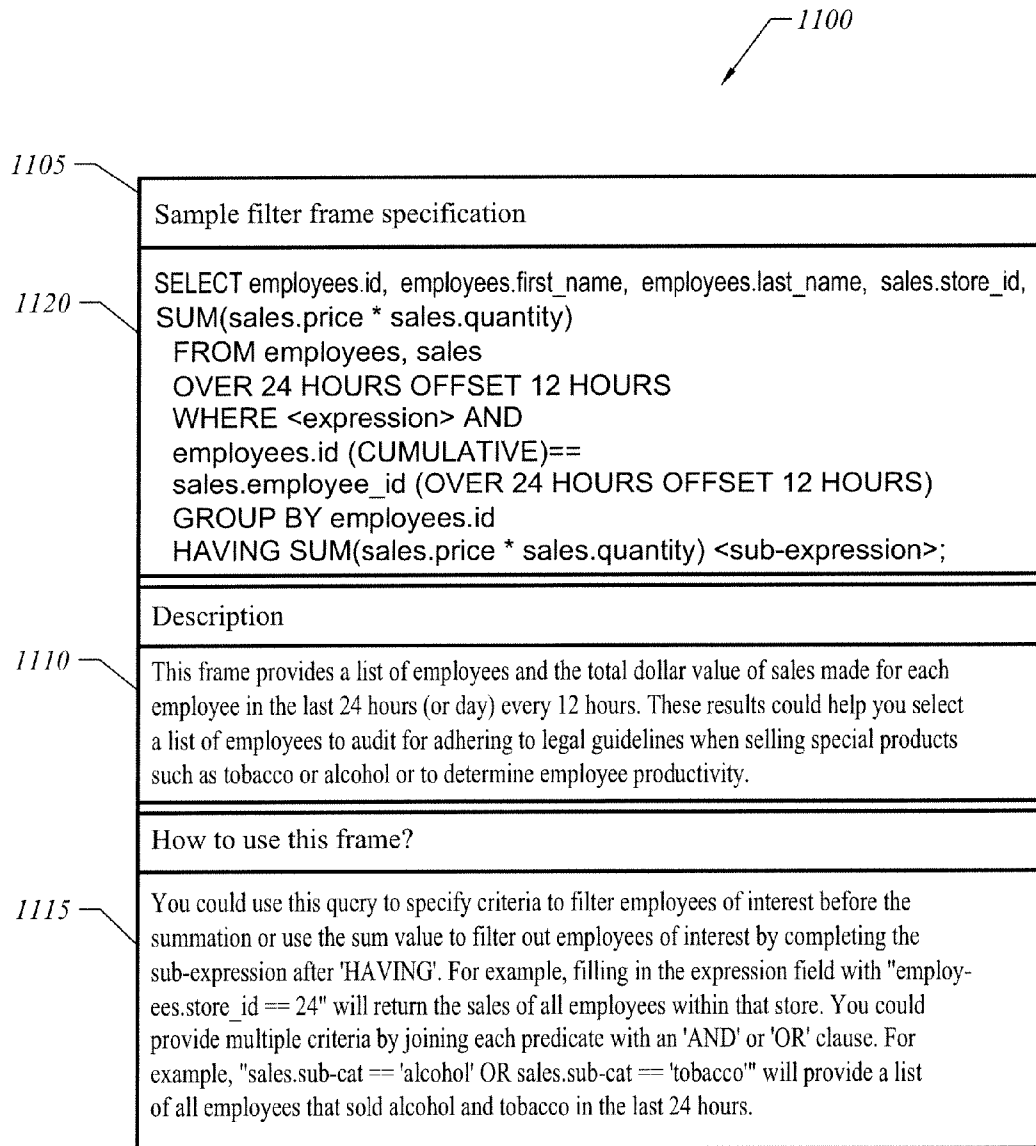 1100
1105
Sample filter frame specification
1120
SELECT employees.id, employees.first_name, employees.last_name, sales.store_id,
SUM(sales.price * sales.quantity)
FROM employees, sales
OVER 24 HOURS OFFSET 12 HOURS
WHERE <expression> AND
employees.id (CUMULATIVE)==
sales.employee_id (OVER 24 HOURS OFFSET 12 HOURS)
GROUP BY employees.id
HAVING SUM(sales.price * sales.quantity) <sub-expression>;
Description
1110
This frame provides a list of employees and the total dollar value of sales made for each
employee in the last 24 hours (or day) every 12 hours. These results could help you select
a list of employees to audit for adhering to legal guidelines when selling special products
such as tobacco or alcohol or to determine employee productivity.
How to use this frame?
1115
You could use this query to specify criteria to filter employees of interest before the
summation or use the sum value to filter out employees of interest by completing the
sub-expression after 'HAVING'. For example, filling in the expression field with "employ-
ees.store_id == 24" will return the sales of all employees within that store. You could
provide multiple criteria by joining each predicate with an 'AND' or 'OR' clause. For
example, "sales.sub-cat == 'alcohol' OR sales.sub-cat == 'tobacco'" will provide a list
of all employees that sold alcohol and tobacco in the last 24 hours.